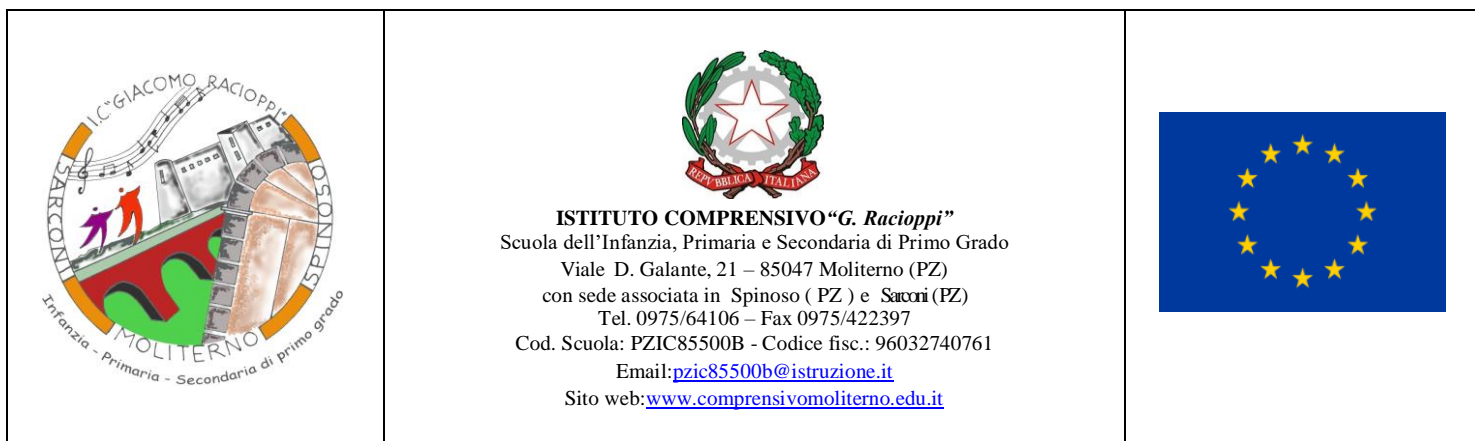 I.C."GIACOMO RACIOPPI"
SARCONI
SPINOSO
MOLITERNO
Infanzia - Primaria - Secondaria di primo grado
REPVBBLICA ITALIANA
ISTITUTO COMPRENSIVO“G. Racioppi”
Scuola dell’Infanzia, Primaria e Secondaria di Primo Grado
Viale D. Galante, 21 – 85047 Moliterno (PZ)
con sede associata in Spinoso ( PZ ) e Sarconi (PZ)
Tel. 0975/64106 – Fax 0975/422397
Cod. Scuola: PZIC85500B - Codice fisc.: 96032740761
Email:pzic85500b@istruzione.it
Sito web:www.comprensivomoliterno.edu.it